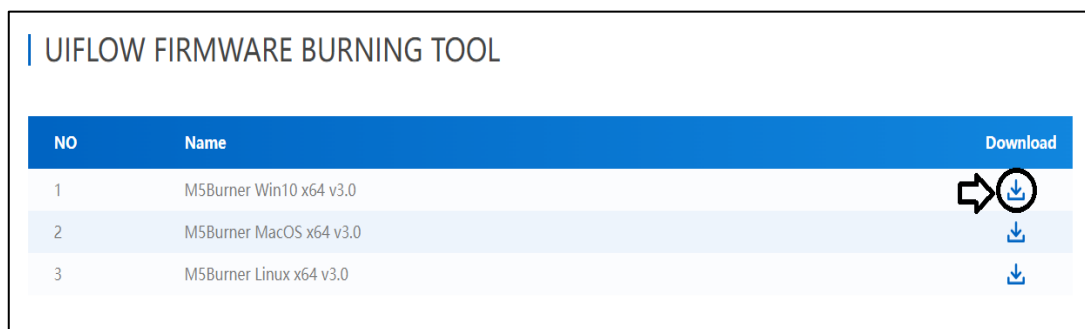 UIFLOW FIRMWARE BURNING TOOL
NO Name Download
1 M5Burner Win10 x64 v3.0
2 M5Burner MacOS x64 v3.0
3 M5Burner Linux x64 v3.0